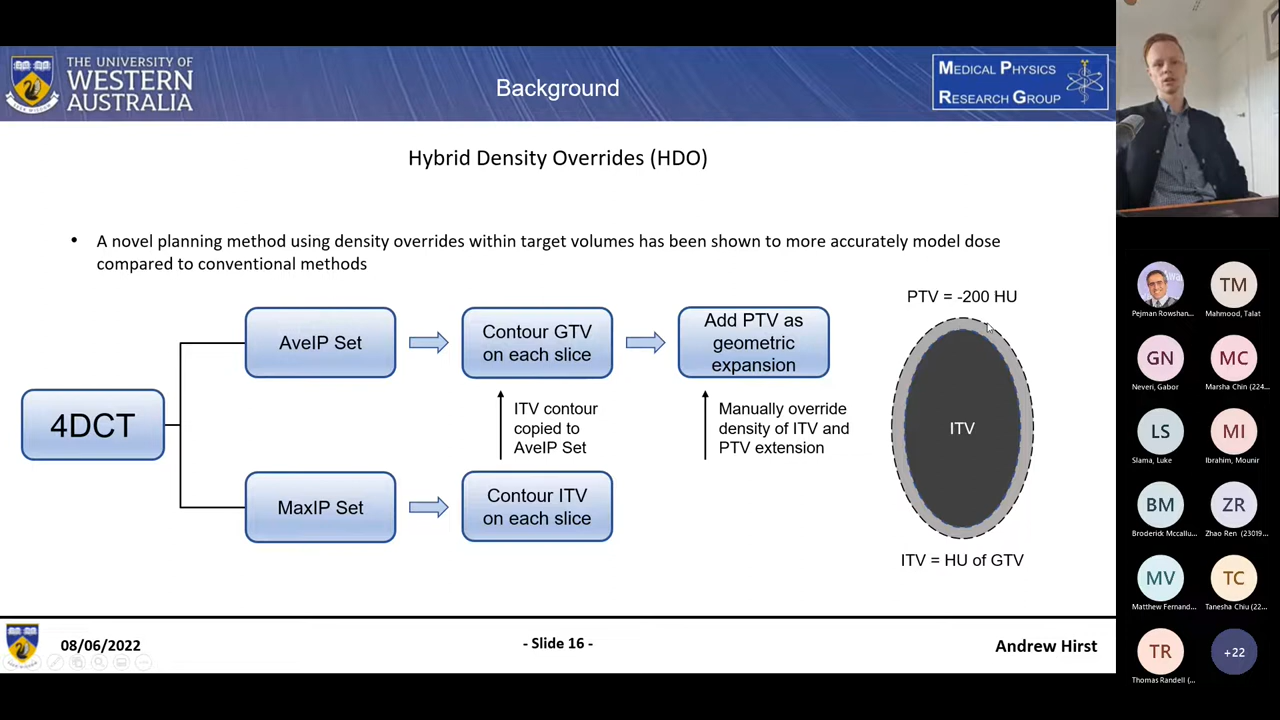 THE UNIVERSITY OF
WESTERN
AUSTRALIA
Background
MEDICAL PHYSICS
RESEARCH GROUP
Hybrid Density Overrides (HDO)
• A novel planning method using density overrides within target volumes has been shown to more accurately model dose
compared to conventional methods
4DCT
AveIP Set
Contour GTV
on each slice
Add PTV as
geometric
expansion
ITV contour
copied to
AveIP Set
Manually override
density of ITV and
PTV extension
MaxIP Set
Contour ITV
on each slice
PTV = -200 HU
ITV
ITV = HU of GTV
08/06/2022
- Slide 16 -
Andrew Hirst
Pejman Rowshan...
TM
Mahmood, Talat
GN
Neveri, Gabor
MC
Marsha Chin (224...
LS
Slama, Luke
MI
Ibrahim, Mounir
BM
Broderick Mccallu...
ZR
Zhao Ren (23019...
MV
Matthew Fernand...
TC
Tanesha Chiu (22...
TR
Thomas Randell (...
+22